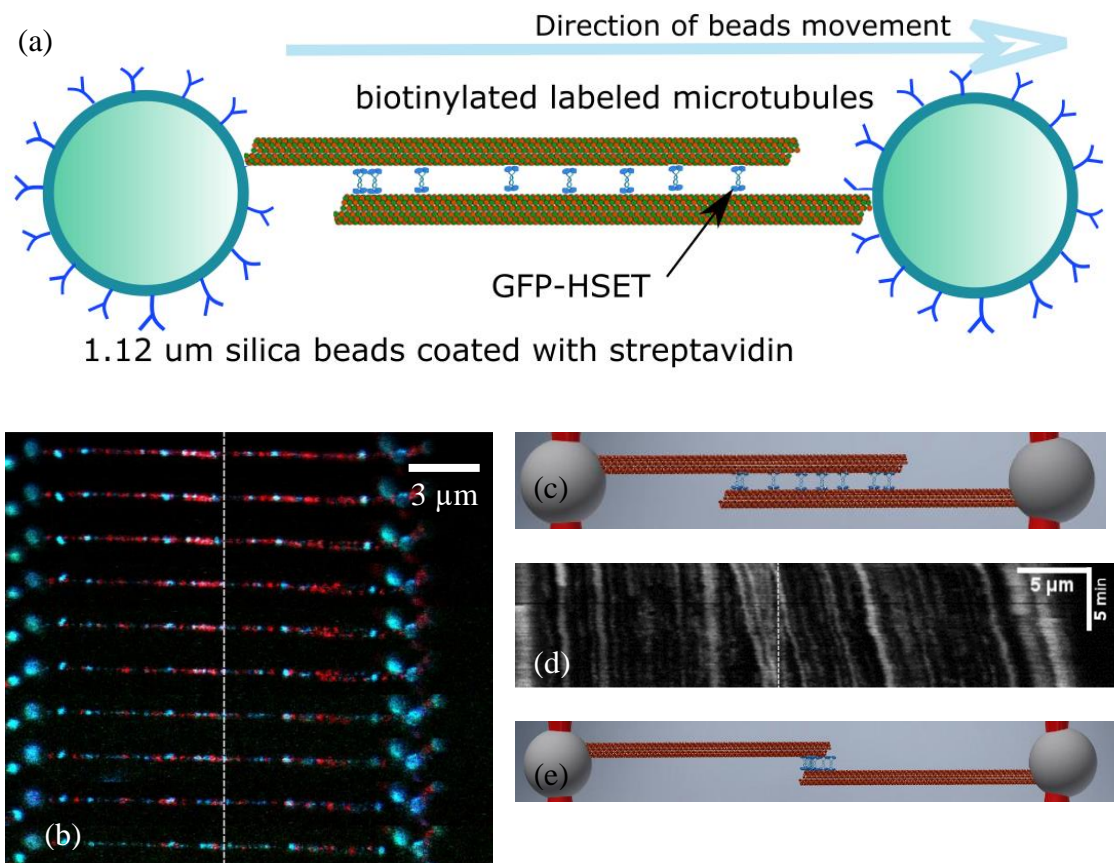 (a)
Direction of beads movement
biotinylated labeled microtubules
GFP-HSET
1.12 um silica beads coated with streptavidin
3 µm
(b)
(c)
5 µm
5 min
(d)
(e)